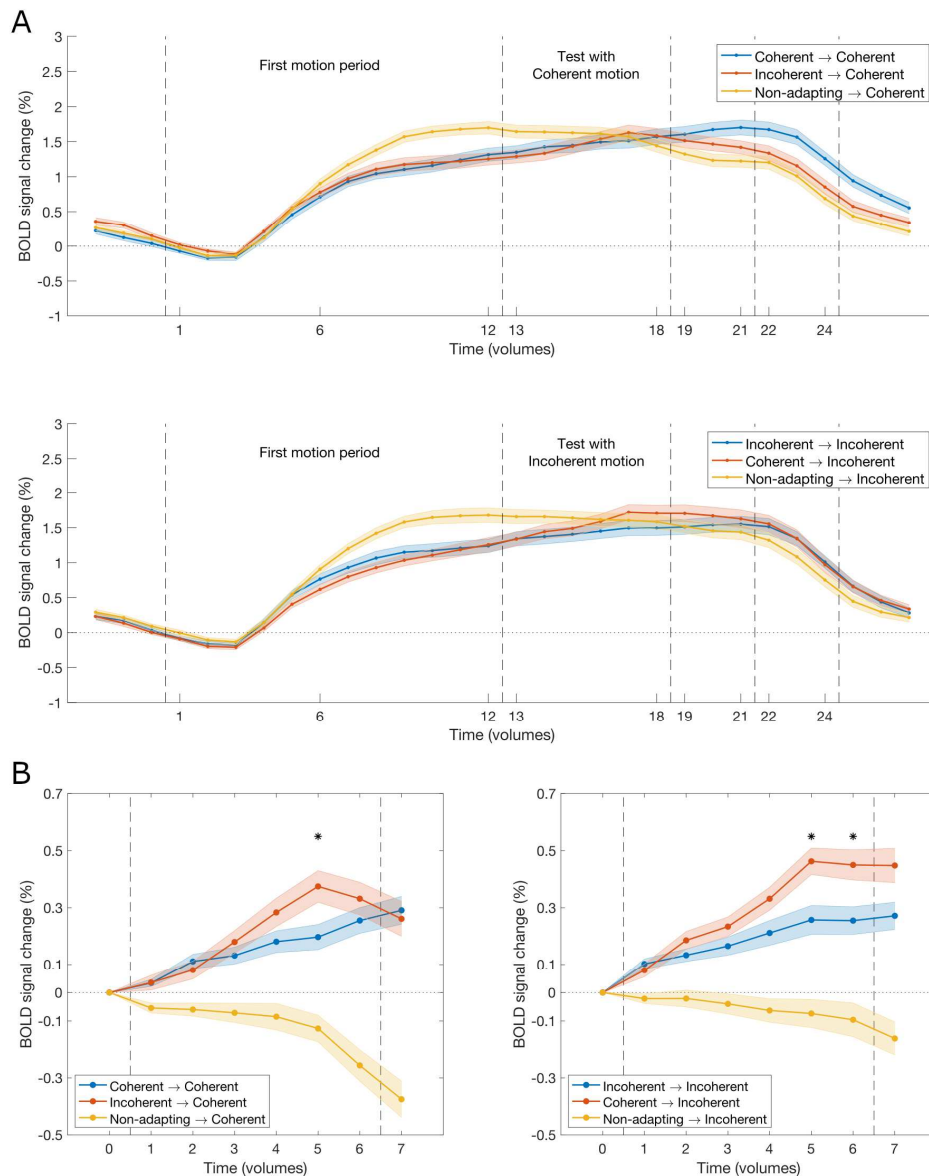 A
3
2.5
2
1.5
1
0.5
0
-0.5
-1
BOLD signal change (%)
First motion period
Test with
Coherent motion
Coherent → Coherent
Incoherent → Coherent
Non-adapting → Coherent
1 6 12 13 18 19 21 22 24
Time (volumes)
3
2.5
2
1.5
1
0.5
0
-0.5
-1
BOLD signal change (%)
First motion period
Test with
Incoherent motion
Incoherent → Incoherent
Coherent → Incoherent
Non-adapting → Incoherent
1 6 12 13 18 19 21 22 24
Time (volumes)
B
0.7
0.5
0.3
0.1
0
-0.1
-0.3
-0.5
BOLD signal change (%)
*
Coherent → Coherent
Incoherent → Coherent
Non-adapting → Coherent
0 1 2 3 4 5 6 7
Time (volumes)
0.7
0.5
0.3
0.1
0
-0.1
-0.3
-0.5
BOLD signal change (%)
* *
Incoherent → Incoherent
Coherent → Incoherent
Non-adapting → Incoherent
0 1 2 3 4 5 6 7
Time (volumes)